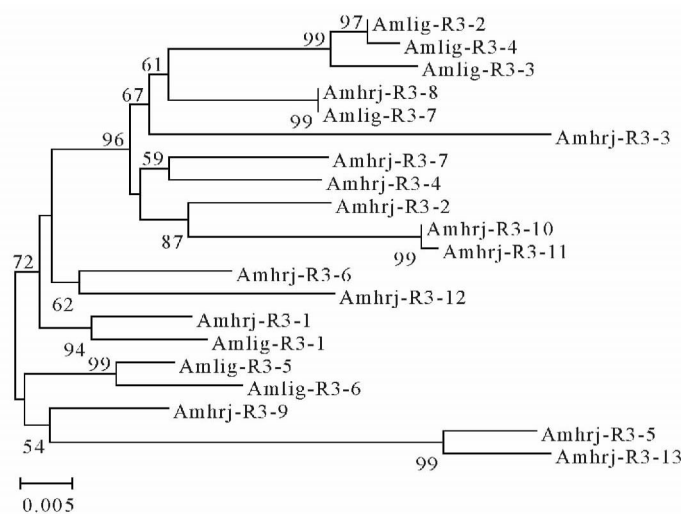 97 Amlig-R3-2
99 Amlig-R3-4
61 Amlig-R3-3
67 Amhrj-R3-8
99 Amlig-R3-7
96 Amhrj-R3-3
59 Amhrj-R3-7
Amhrj-R3-4
Amhrj-R3-2
87 Amhrj-R3-10
99 Amhrj-R3-11
72 Amhrj-R3-6
62 Amhrj-R3-12
Amhrj-R3-1
94 Amlig-R3-1
99 Amlig-R3-5
Amlig-R3-6
Amhrj-R3-9
54 Amhrj-R3-5
99 Amhrj-R3-13
0.005